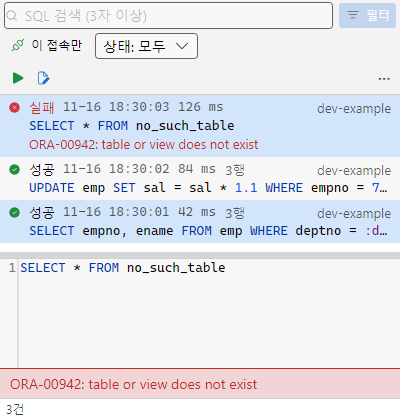 SQL 검색 (3자 이상)
필터
이 접속만
상태: 모두
...
실패 11-16 18:30:03 126 ms dev-example
SELECT * FROM no_such_table
ORA-00942: table or view does not exist
성공 11-16 18:30:02 84 ms 3행 dev-example
UPDATE emp SET sal = sal * 1.1 WHERE empno = 7…
성공 11-16 18:30:01 42 ms 3행 dev-example
SELECT empno, ename FROM emp WHERE deptno = :d…
1 SELECT * FROM no_such_table
ORA-00942: table or view does not exist
3건